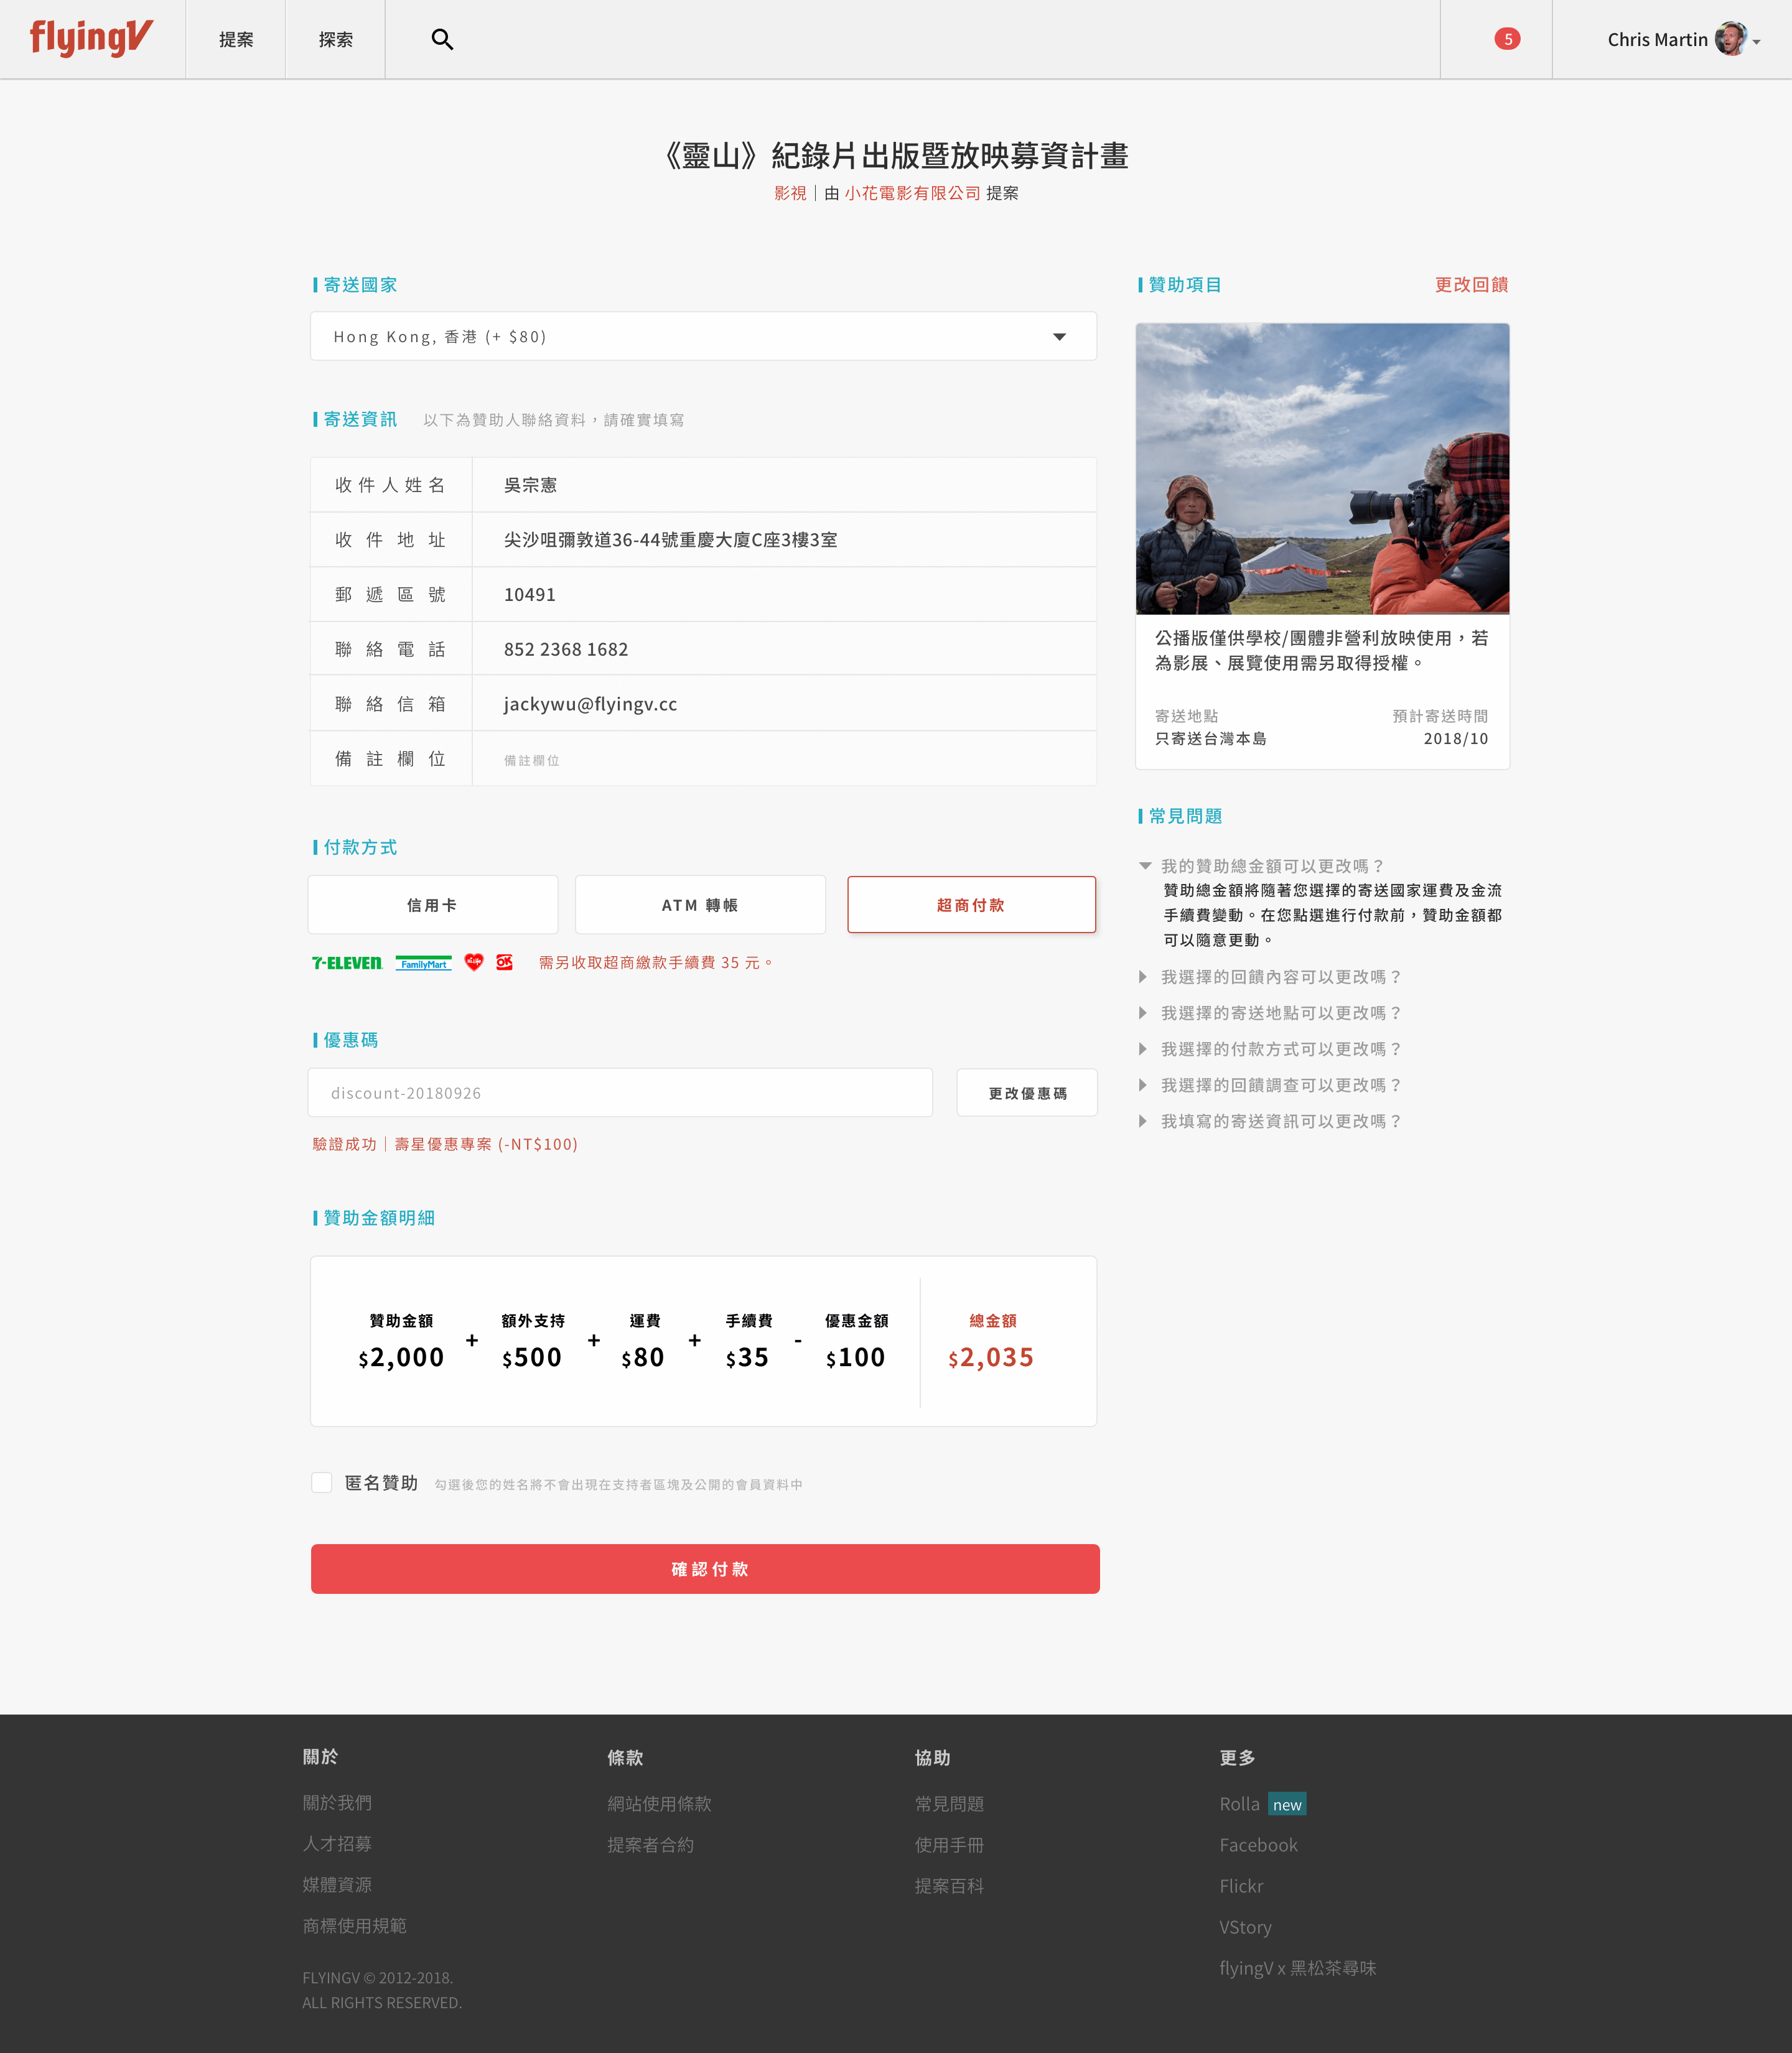 flyingV
提案
探索
5
Chris Martin
《靈山》紀錄片出版暨放映募資計畫
影視｜由 小花電影有限公司 提案
寄送國家
Hong Kong, 香港 (+ $80)
寄送資訊 以下為贊助人聯絡資料，請確實填寫
收件人姓名 吳宗憲
收件地址 尖沙咀彌敦道36-44號重慶大廈C座3樓3室
郵遞區號 10491
聯絡電話 852 2368 1682
聯絡信箱 jackywu@flyingv.cc
備註欄位 備註欄位
付款方式
信用卡
ATM 轉帳
超商付款
7-ELEVEN FamilyMart Hi-Life OK 需另收取超商繳款手續費 35 元。
優惠碼
discount-20180926
更改優惠碼
驗證成功｜壽星優惠專案 (-NT$100)
贊助金額明細
贊助金額 額外支持 運費 手續費 優惠金額 總金額
$2,000 + $500 + $80 + $35 - $100 $2,035
匿名贊助 勾選後您的姓名將不會出現在支持者區塊及公開的會員資料中
確認付款
贊助項目 更改回饋
公播版僅供學校/團體非營利放映使用，若
為影展、展覽使用需另取得授權。
寄送地點 預計寄送時間
只寄送台灣本島 2018/10
常見問題
我的贊助總金額可以更改嗎？
贊助總金額將隨著您選擇的寄送國家運費及金流
手續費變動。在您點選進行付款前，贊助金額都
可以隨意更動。
我選擇的回饋內容可以更改嗎？
我選擇的寄送地點可以更改嗎？
我選擇的付款方式可以更改嗎？
我選擇的回饋調查可以更改嗎？
我填寫的寄送資訊可以更改嗎？
關於
關於我們
人才招募
媒體資源
商標使用規範
FLYINGV © 2012-2018.
ALL RIGHTS RESERVED.
條款
網站使用條款
提案者合約
協助
常見問題
使用手冊
提案百科
更多
Rolla new
Facebook
Flickr
VStory
flyingV x 黑松茶尋味